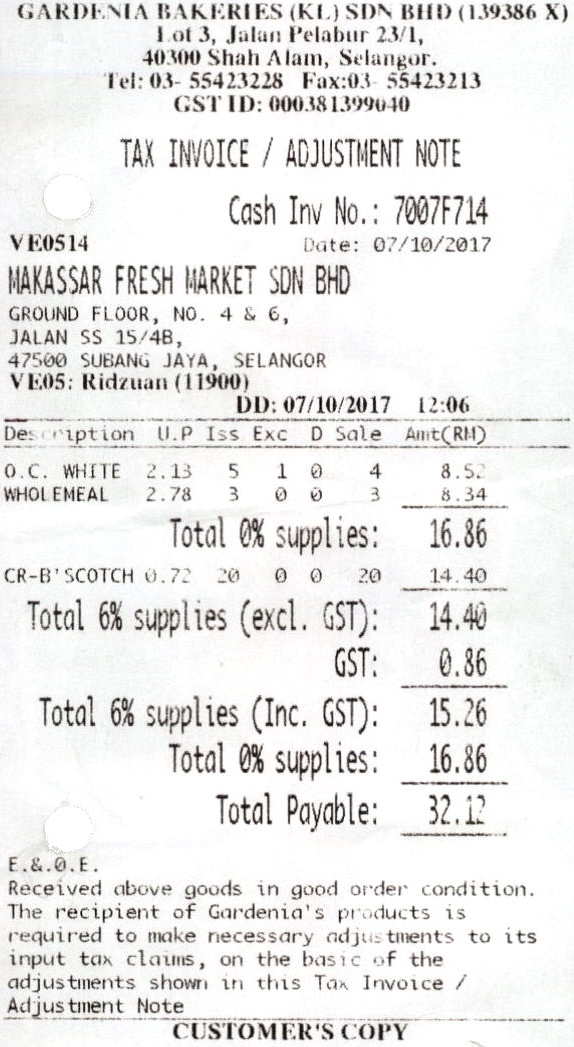 GARDENIA BAKERIES (KL) SDN BHD (139386 X)
Lot 3, Jalan Pelabur 23/1,
40300 Shah Alam, Selangor.
Tel: 03- 55423228 Fax:03- 55423213
GST ID: 000381399040
TAX INVOICE / ADJUSTMENT NOTE
Cash Inv No.: 7007F714
VE0514 Date: 07/10/2017
MAKASSAR FRESH MARKET SDN BHD
GROUND FLOOR, NO. 4 & 6,
JALAN SS 15/4B,
47500 SUBANG JAYA, SELANGOR
VE05: Ridzuan (11900)
DD: 07/10/2017 12:06
Description U.P Iss Exc D Sale Amt(RM)
O.C. WHITE 2.13 5 1 0 4 8.52
WHOLEMEAL 2.78 3 0 0 3 8.34
Total 0% supplies: 16.86
CR-B'SCOTCH 0.72 20 0 0 20 14.40
Total 6% supplies (excl. GST): 14.40
GST: 0.86
Total 6% supplies (Inc. GST): 15.26
Total 0% supplies: 16.86
Total Payable: 32.12
E.&.O.E.
Received above goods in good order condition.
The recipient of Gardenia's products is
required to make necessary adjustments to its
input tax claims, on the basic of the
adjustments shown in this Tax Invoice /
Adjustment Note
CUSTOMER'S COPY